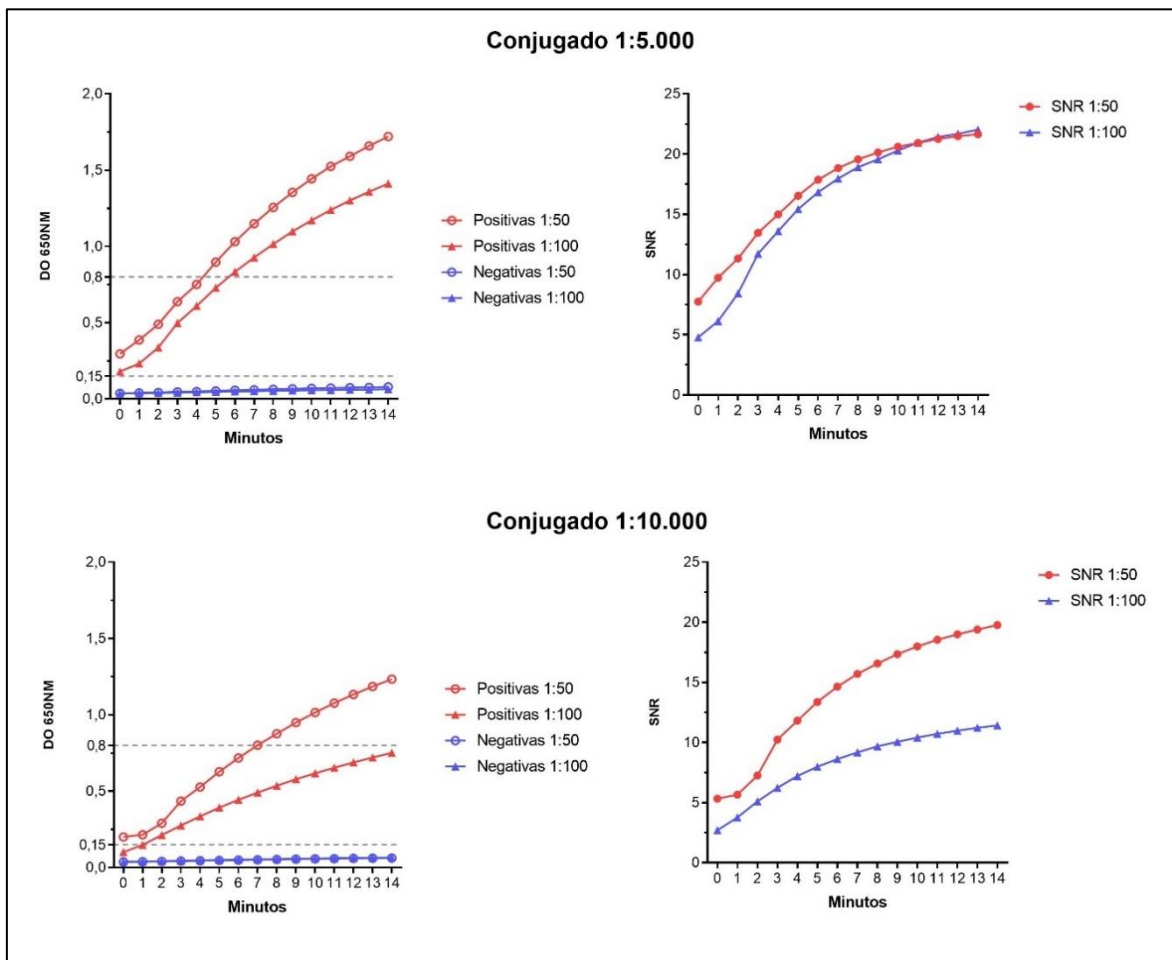 Conjugado 1:5.000
2,0
1,5
1,0
0,8
0,5
0,15
0,0
DO 650NM
0 1 2 3 4 5 6 7 8 9 10 11 12 13 14
Minutos
Positivas 1:50
Positivas 1:100
Negativas 1:50
Negativas 1:100
25
20
15
10
5
0
SNR
0 1 2 3 4 5 6 7 8 9 10 11 12 13 14
Minutos
SNR 1:50
SNR 1:100
Conjugado 1:10.000
2,0
1,5
1,0
0,8
0,5
0,15
0,0
DO 650NM
0 1 2 3 4 5 6 7 8 9 10 11 12 13 14
Minutos
Positivas 1:50
Positivas 1:100
Negativas 1:50
Negativas 1:100
25
20
15
10
5
0
SNR
0 1 2 3 4 5 6 7 8 9 10 11 12 13 14
Minutos
SNR 1:50
SNR 1:100